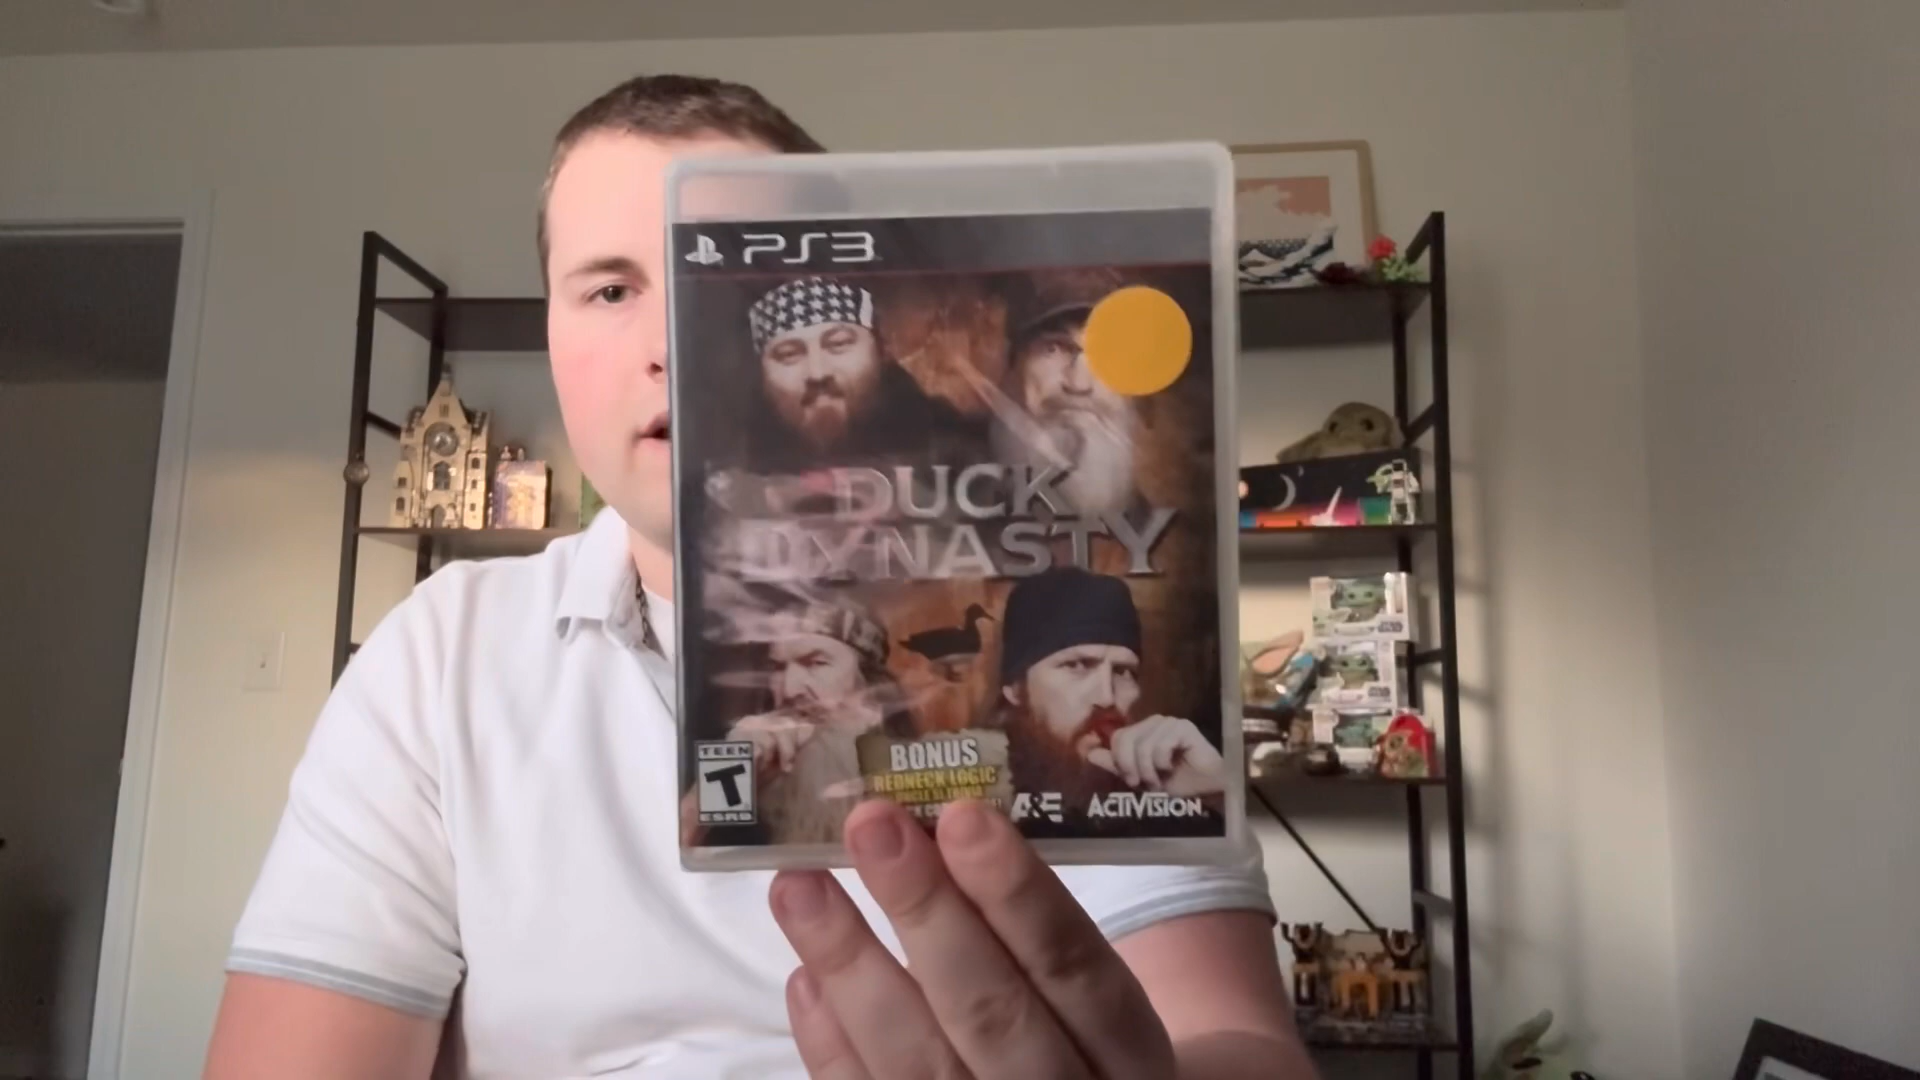 PS3
DUCK
DYNASTY
BONUS
REDNECK LOGIC
TEEN
T
ESRB
A&E
ACTIVISION